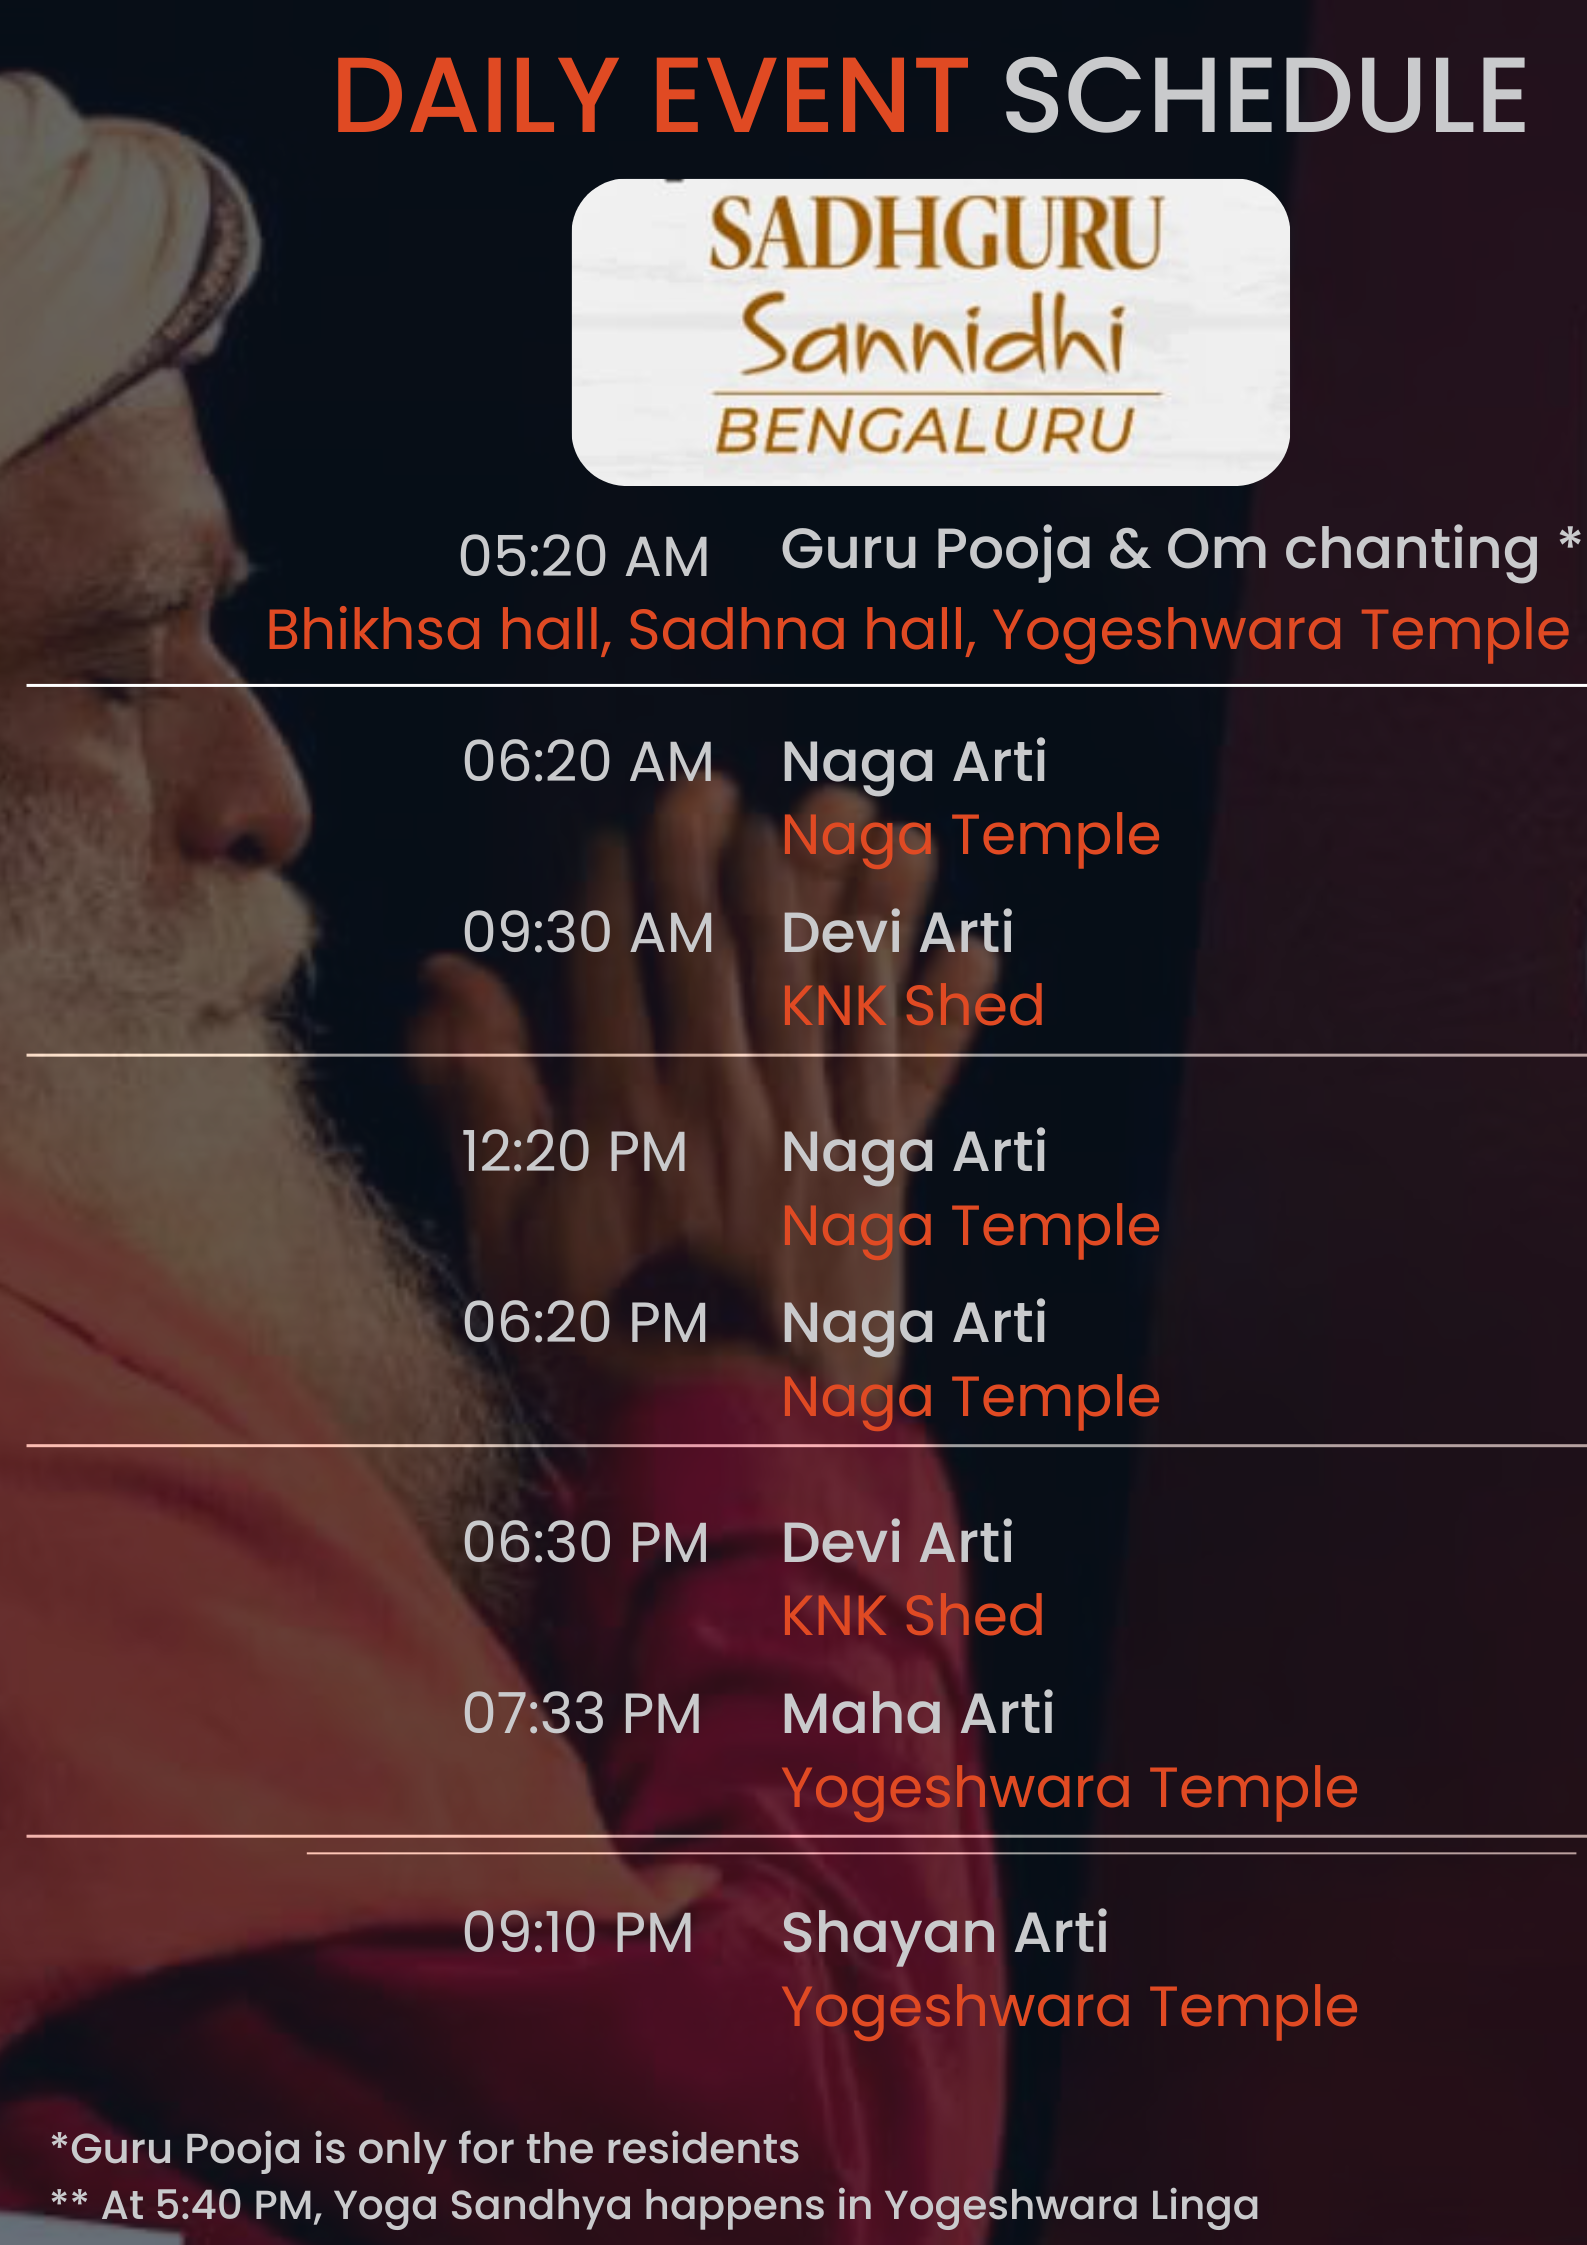 DAILY EVENT SCHEDULE
SADHGURU
Sannidhi
BENGALURU
05:20 AM Guru Pooja & Om chanting *
Bhikhsa hall, Sadhna hall, Yogeshwara Temple
06:20 AM Naga Arti
Naga Temple
09:30 AM Devi Arti
KNK Shed
12:20 PM Naga Arti
Naga Temple
06:20 PM Naga Arti
Naga Temple
06:30 PM Devi Arti
KNK Shed
07:33 PM Maha Arti
Yogeshwara Temple
09:10 PM Shayan Arti
Yogeshwara Temple
*Guru Pooja is only for the residents
** At 5:40 PM, Yoga Sandhya happens in Yogeshwara Linga